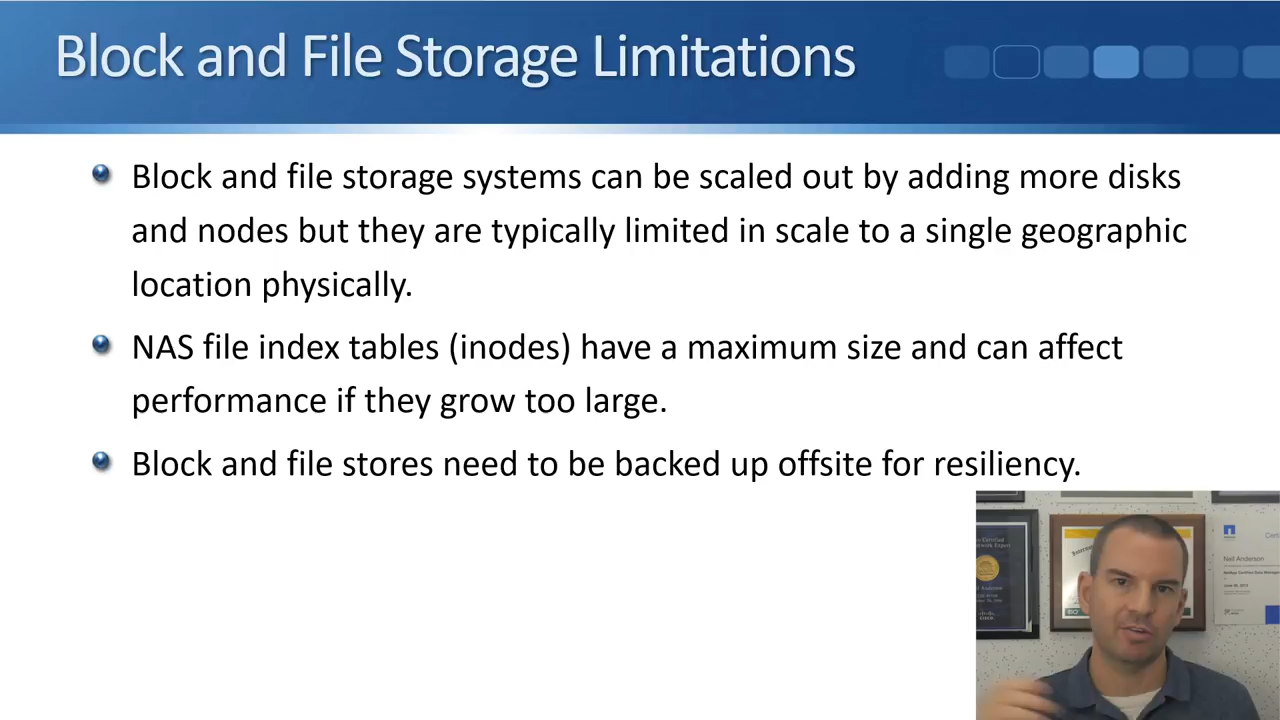 Block and File Storage Limitations
Block and file storage systems can be scaled out by adding more disks
and nodes but they are typically limited in scale to a single geographic
location physically.
NAS file index tables (inodes) have a maximum size and can affect
performance if they grow too large.
Block and file stores need to be backed up offsite for resiliency.
Neil Anderson